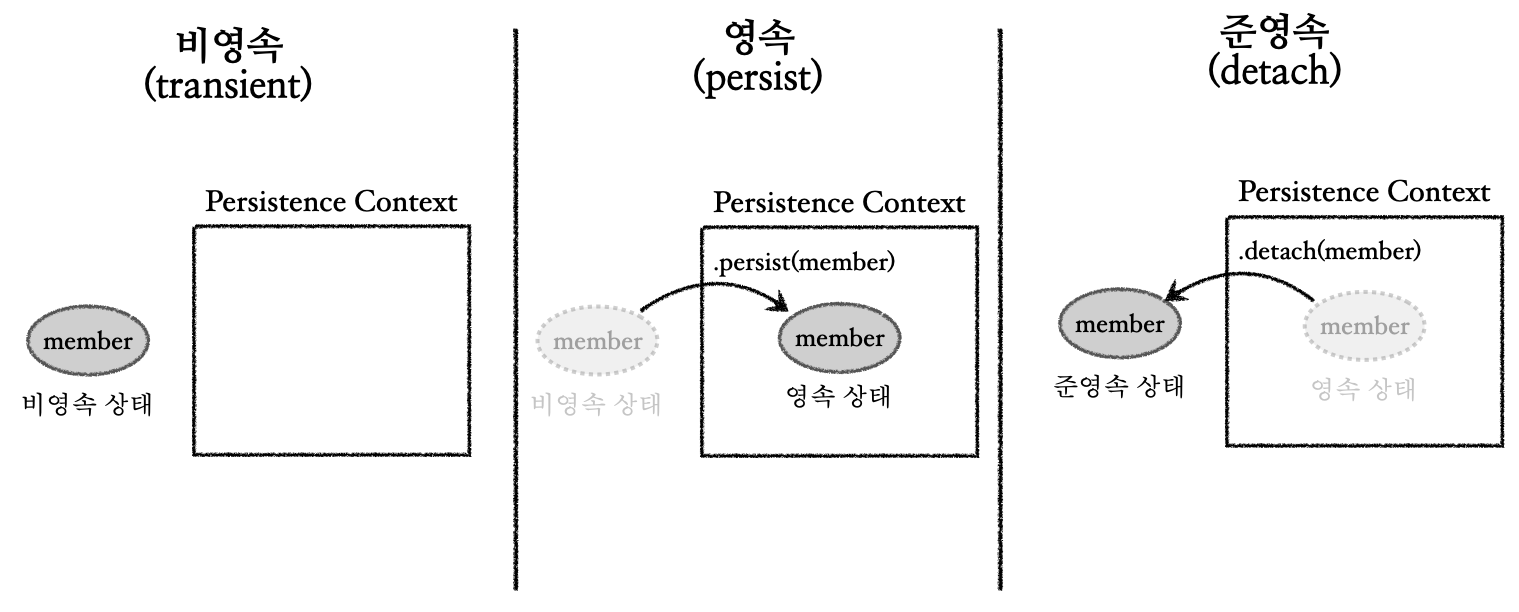 비영속
(transient)
Persistence Context
member
비영속 상태
영속
(persist)
Persistence Context
.persist(member)
member
비영속 상태
member
영속 상태
준영속
(detach)
Persistence Context
.detach(member)
member
준영속 상태
member
영속 상태